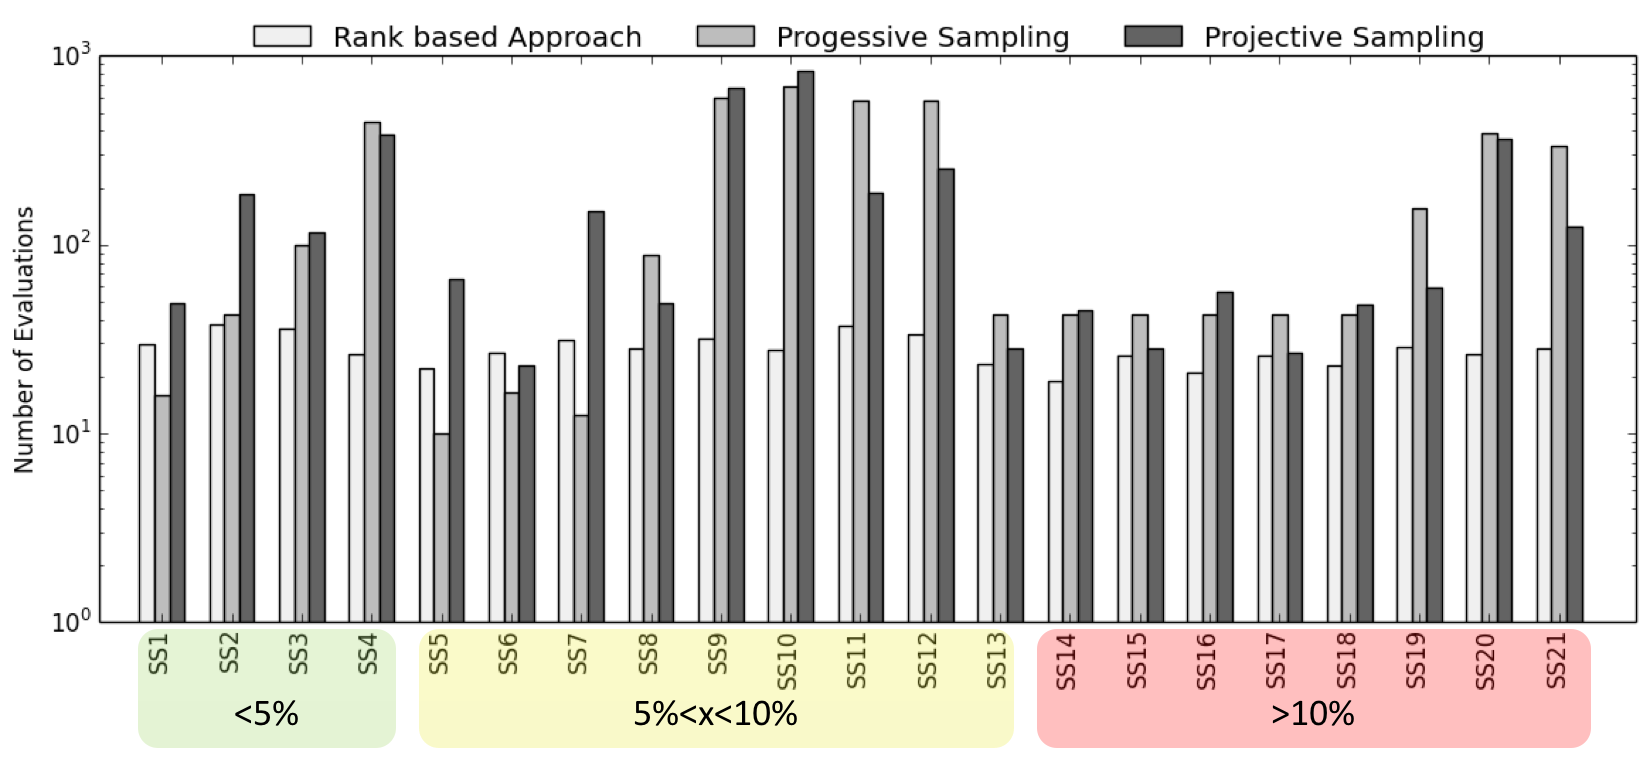 Rank based Approach Progessive Sampling Projective Sampling
10³
10²
10¹
10⁰
Number of Evaluations
SS1 SS2 SS3 SS4 SS5 SS6 SS7 SS8 SS9 SS10 SS11 SS12 SS13 SS14 SS15 SS16 SS17 SS18 SS19 SS20 SS21
<5% 5%<x<10% >10%